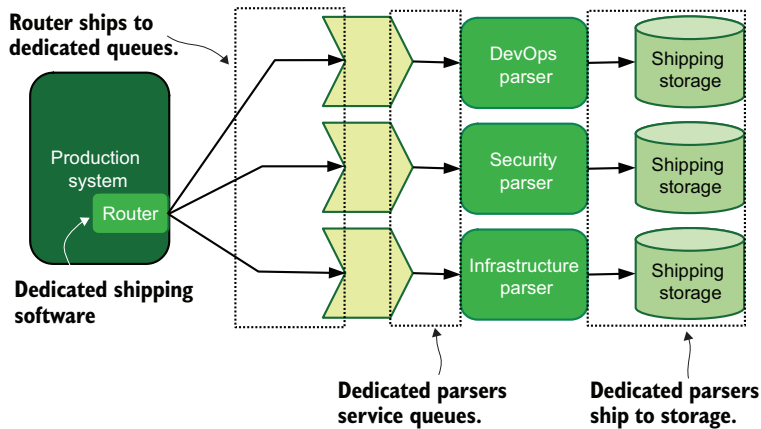 Router ships to
dedicated queues.
Production
system
Router
Dedicated shipping
software
DevOps
parser
Shipping
storage
Security
parser
Shipping
storage
Infrastructure
parser
Shipping
storage
Dedicated parsers
service queues.
Dedicated parsers
ship to storage.